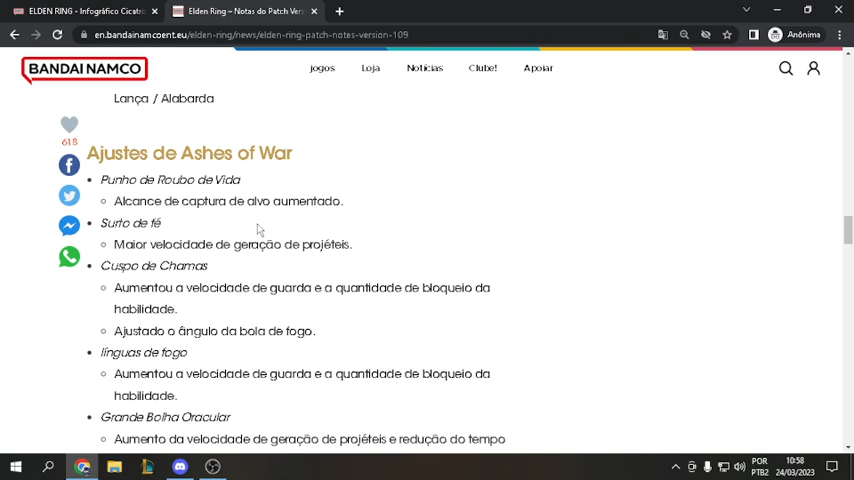 ELDEN RING - Infográfico Cicatri
Elden Ring – Notas do Patch Versi
en.bandainamcoent.eu/elden-ring/news/elden-ring-patch-notes-version-109
Anônima
BANDAI NAMCO
jogos Loja Notícias Clube! Apoiar
Lança / Alabarda
618
Ajustes de Ashes of War
Punho de Roubo de Vida
Alcance de captura de alvo aumentado.
Surto de fé
Maior velocidade de geração de projéteis.
Cuspo de Chamas
Aumentou a velocidade de guarda e a quantidade de bloqueio da
habilidade.
Ajustado o ângulo da bola de fogo.
línguas de fogo
Aumentou a velocidade de guarda e a quantidade de bloqueio da
habilidade.
Grande Bolha Oracular
Aumento da velocidade de geração de projéteis e redução do tempo
POR
PTB2
10:58
24/03/2023